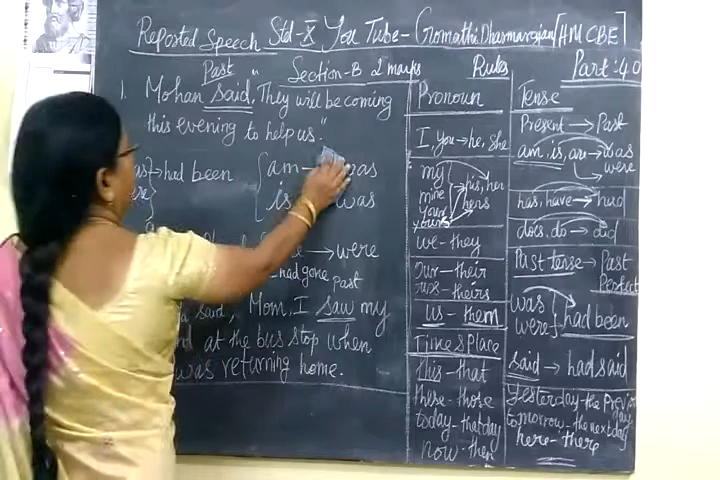 Reported Speech Std-X You Tube - Gomathi Dharmarajan/HM CBE
Past Section-B 2 marks Rules Part:40
1. Mohan said, "They will be coming
this evening to help us."
had been
am → was
is → was
→ were
had gone past
said, Mom, I saw my
at the bus stop when
was returning home.
Pronoun
I, you → he, she
my
mine
your
yours
his, her
hers
we - they
our - their
ours - theirs
us - them
Time & Place
This - that
these - those
today - that day
now - then
Tense
Present → Past
am, is, are → was
were
has, have → had
does, do → did
Past tense → Past
Perfect
was
were
had been
said → had said
Yesterday - the previous
day
tomorrow - the next day
here - there